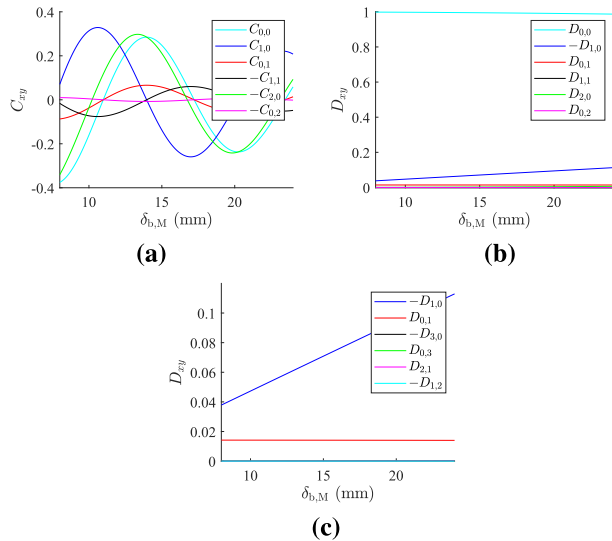 0.4
0.2
0
-0.2
-0.4
C_{xy}
10
15
20
δ_{b,M} (mm)
C_{0,0}
C_{1,0}
C_{0,1}
−C_{1,1}
−C_{2,0}
−C_{0,2}
(a)
1
0.8
0.6
0.4
0.2
0
D_{xy}
10
15
20
δ_{b,M} (mm)
D_{0,0}
−D_{1,0}
D_{0,1}
D_{1,1}
D_{2,0}
D_{0,2}
(b)
0.1
0.08
0.06
0.04
0.02
0
D_{xy}
10
15
20
δ_{b,M} (mm)
−D_{1,0}
D_{0,1}
−D_{3,0}
D_{0,3}
D_{2,1}
−D_{1,2}
(c)